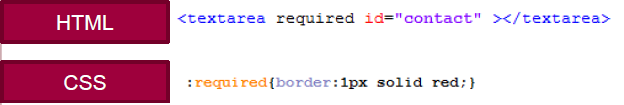 HTML <textarea required id="contact" ></textarea>
CSS :required{border:1px solid red;}